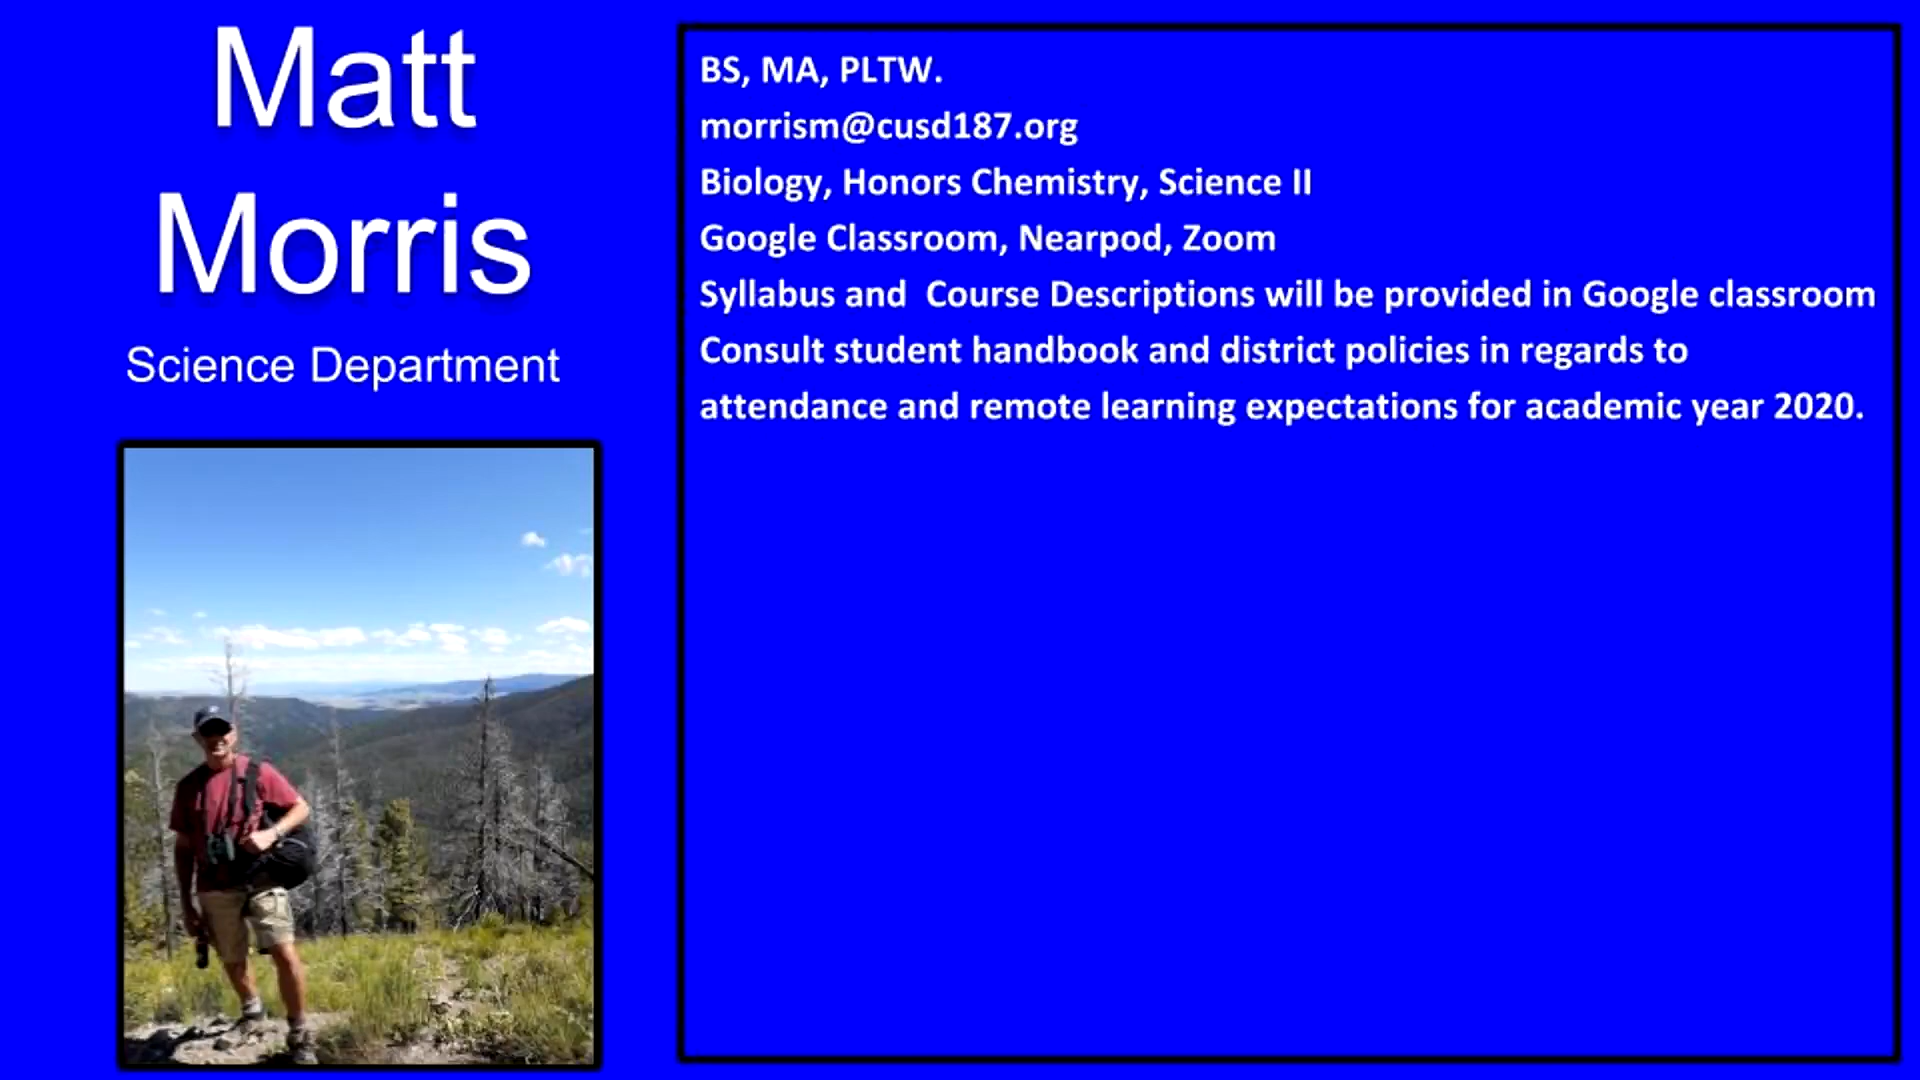 Matt
Morris
Science Department
BS, MA, PLTW.
morrism@cusd187.org
Biology, Honors Chemistry, Science II
Google Classroom, Nearpod, Zoom
Syllabus and  Course Descriptions will be provided in Google classroom
Consult student handbook and district policies in regards to
attendance and remote learning expectations for academic year 2020.